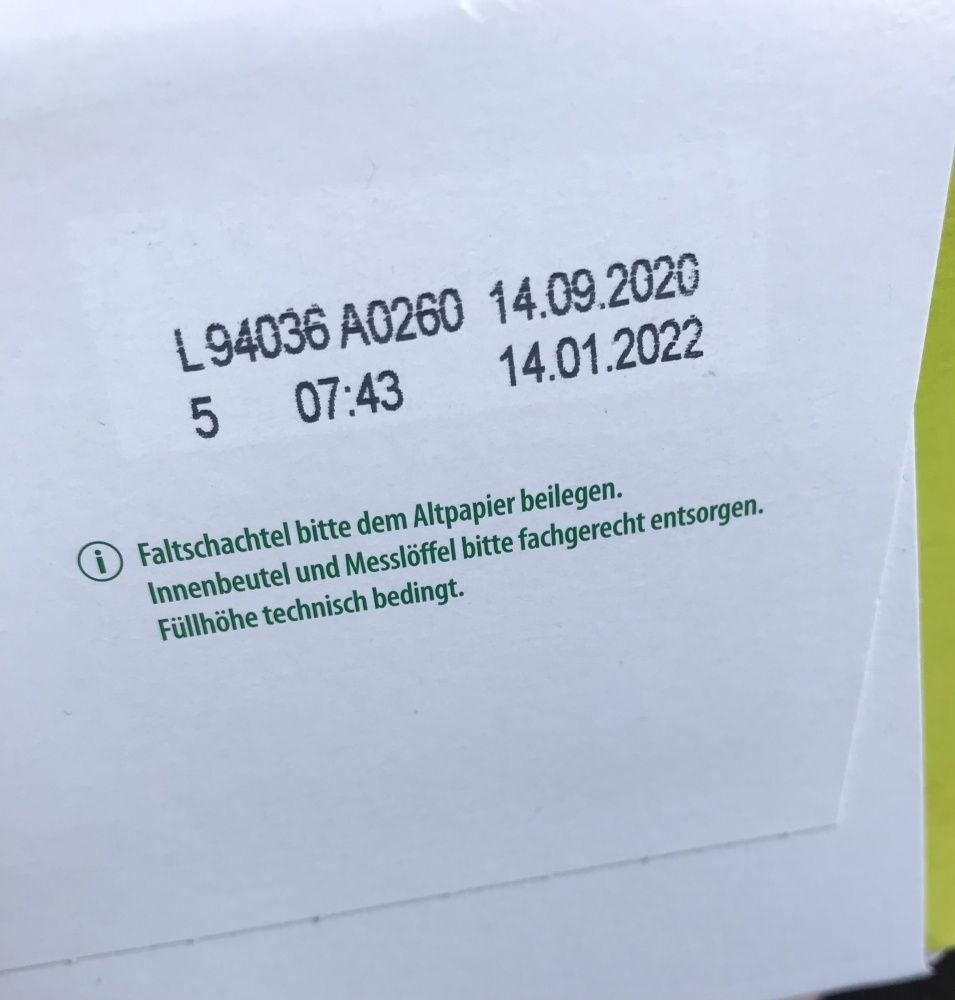 L 94036 A0260 14.09.2020
5 07:43 14.01.2022
i Faltschachtel bitte dem Altpapier beilegen.
Innenbeutel und Messlöffel bitte fachgerecht entsorgen.
Füllhöhe technisch bedingt.